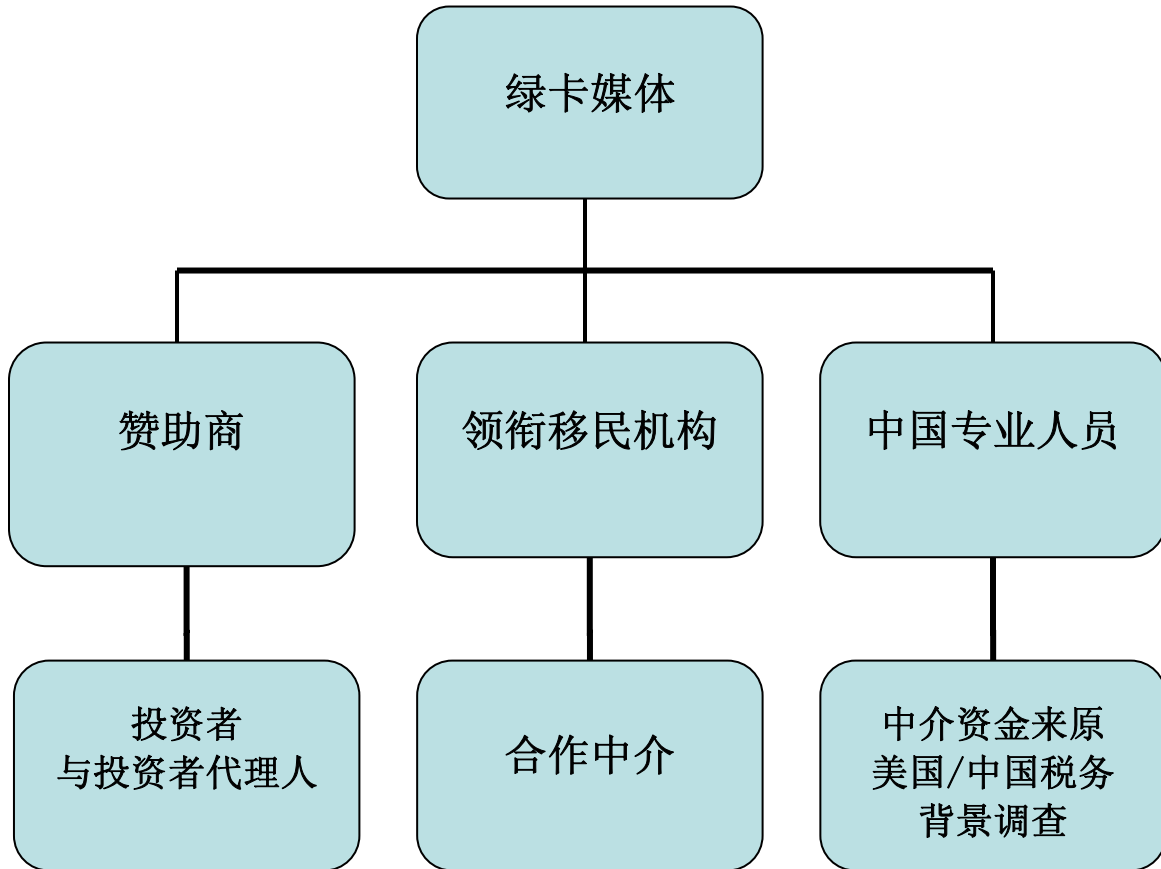 绿卡媒体
赞助商
领衔移民机构
中国专业人员
投资者
与投资者代理人
合作中介
中介资金来原
美国/中国税务
背景调查